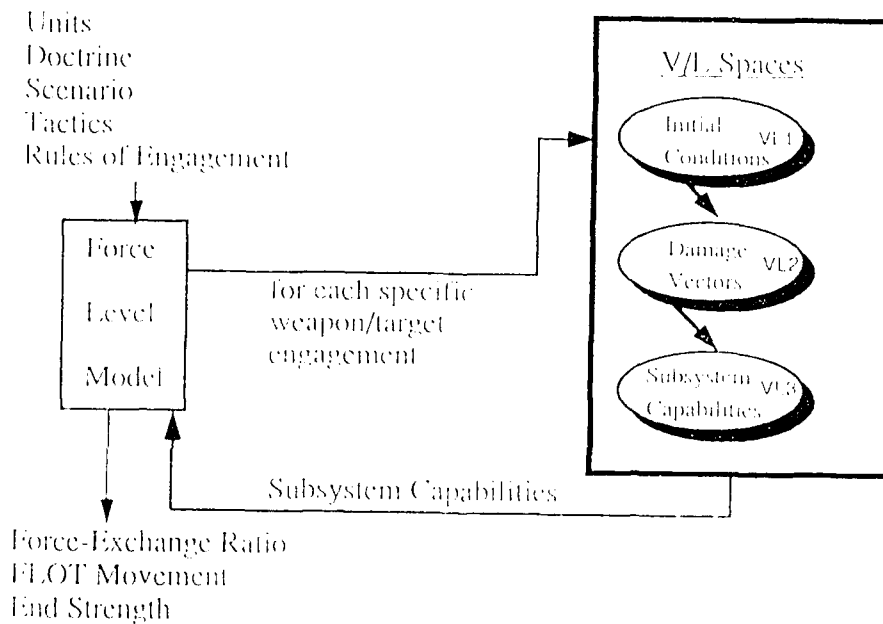 Units
Doctrine
Scenario
Tactics
Rules of Engagement
Force
Level
Model
for each specific
weapon/target
engagement
V/L Spaces
Initial VL1
Conditions
Damage VL2
Vectors
Subsystem VL3
Capabilities
Subsystem Capabilities
Force-Exchange Ratio
FLOT Movement
End Strength